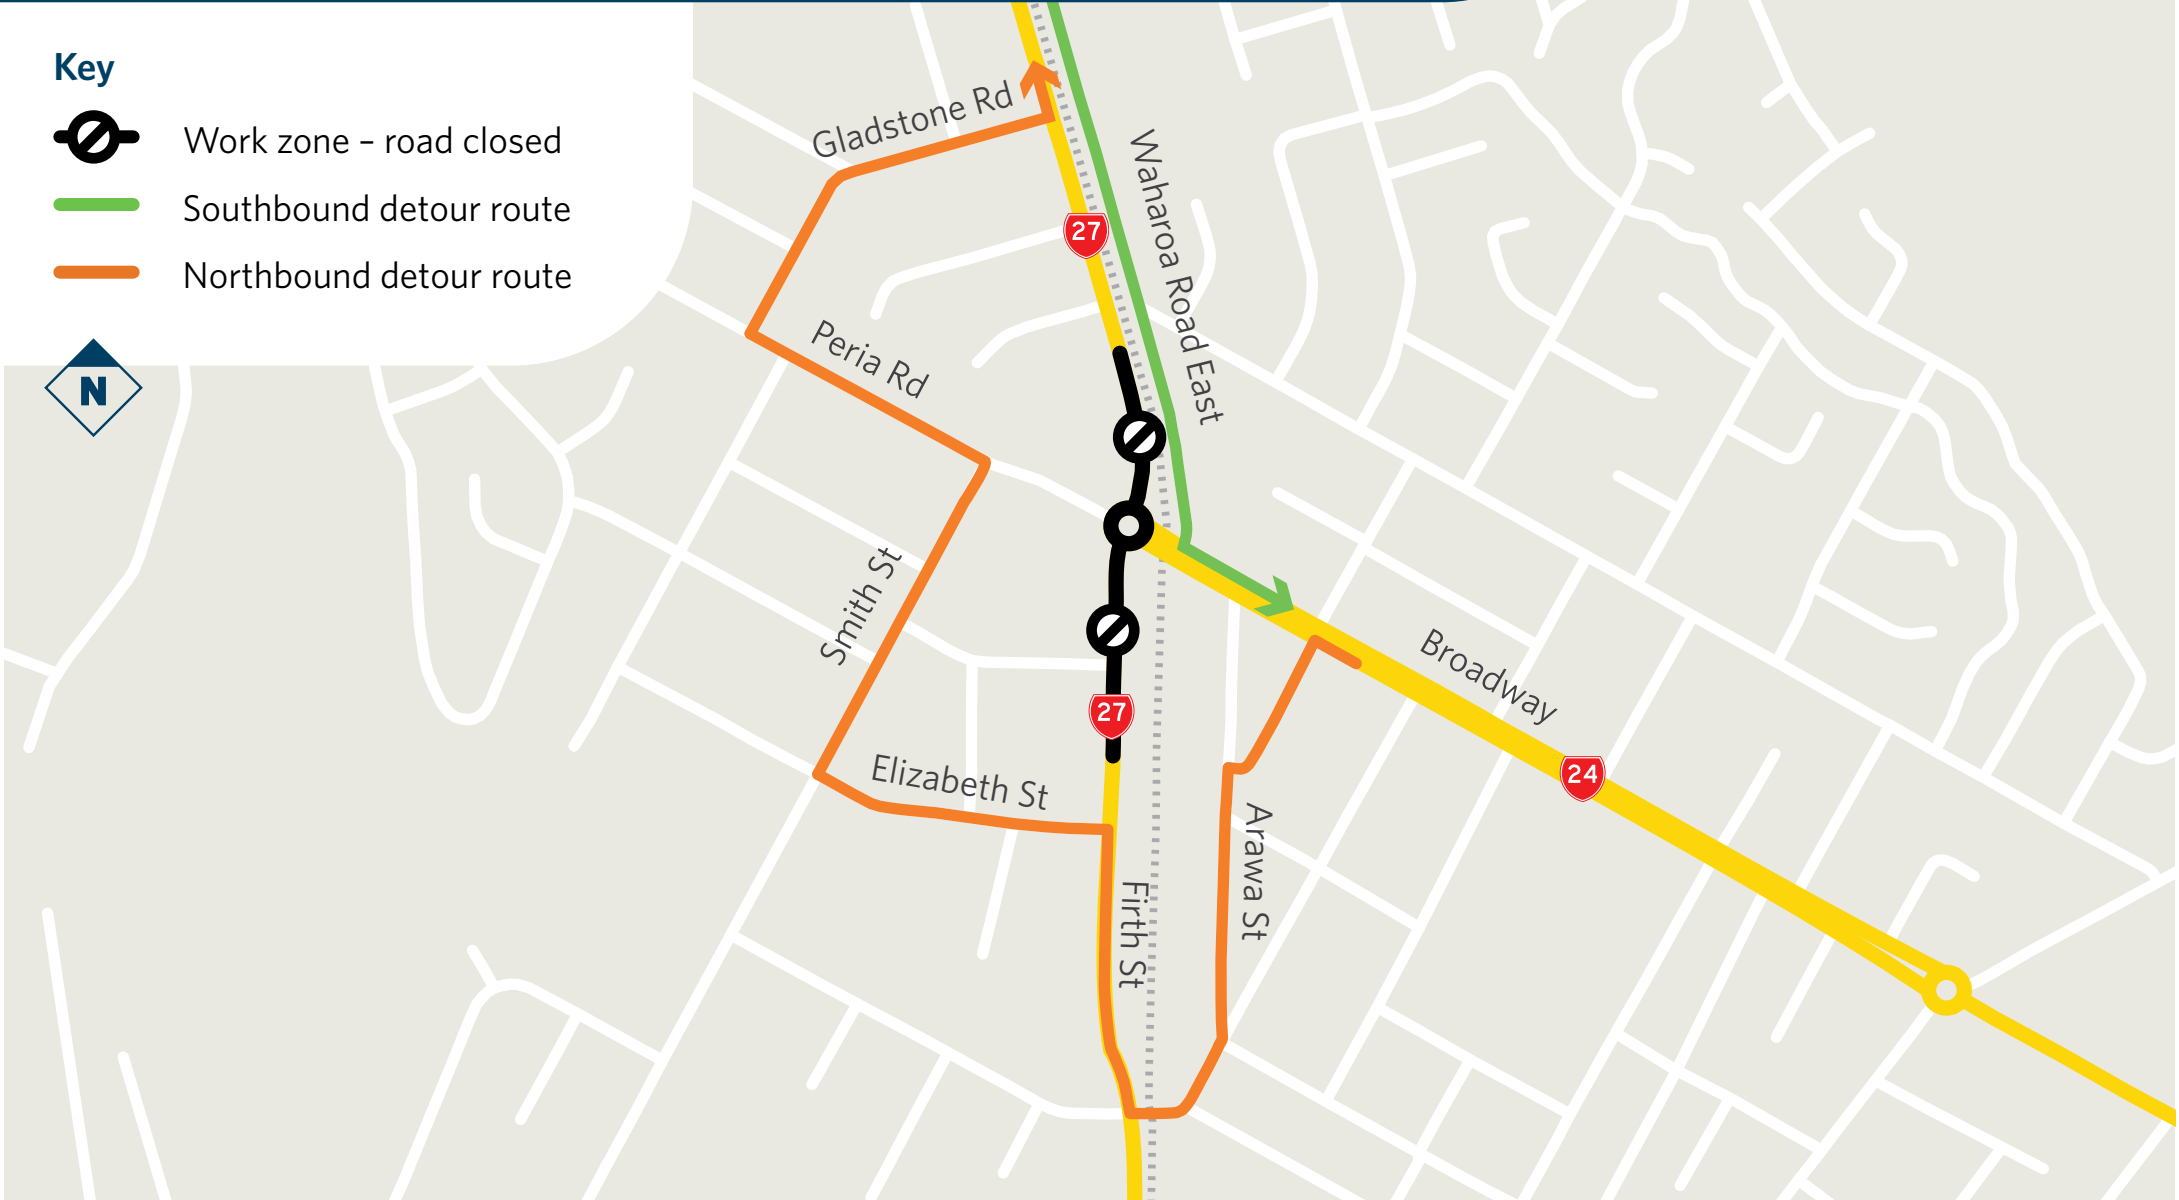 Key
Work zone – road closed
Southbound detour route
Northbound detour route
N
Gladstone Rd
Waharoa Road East
27
Peria Rd
Smith St
27
Broadway
24
Elizabeth St
Arawa St
Firth St